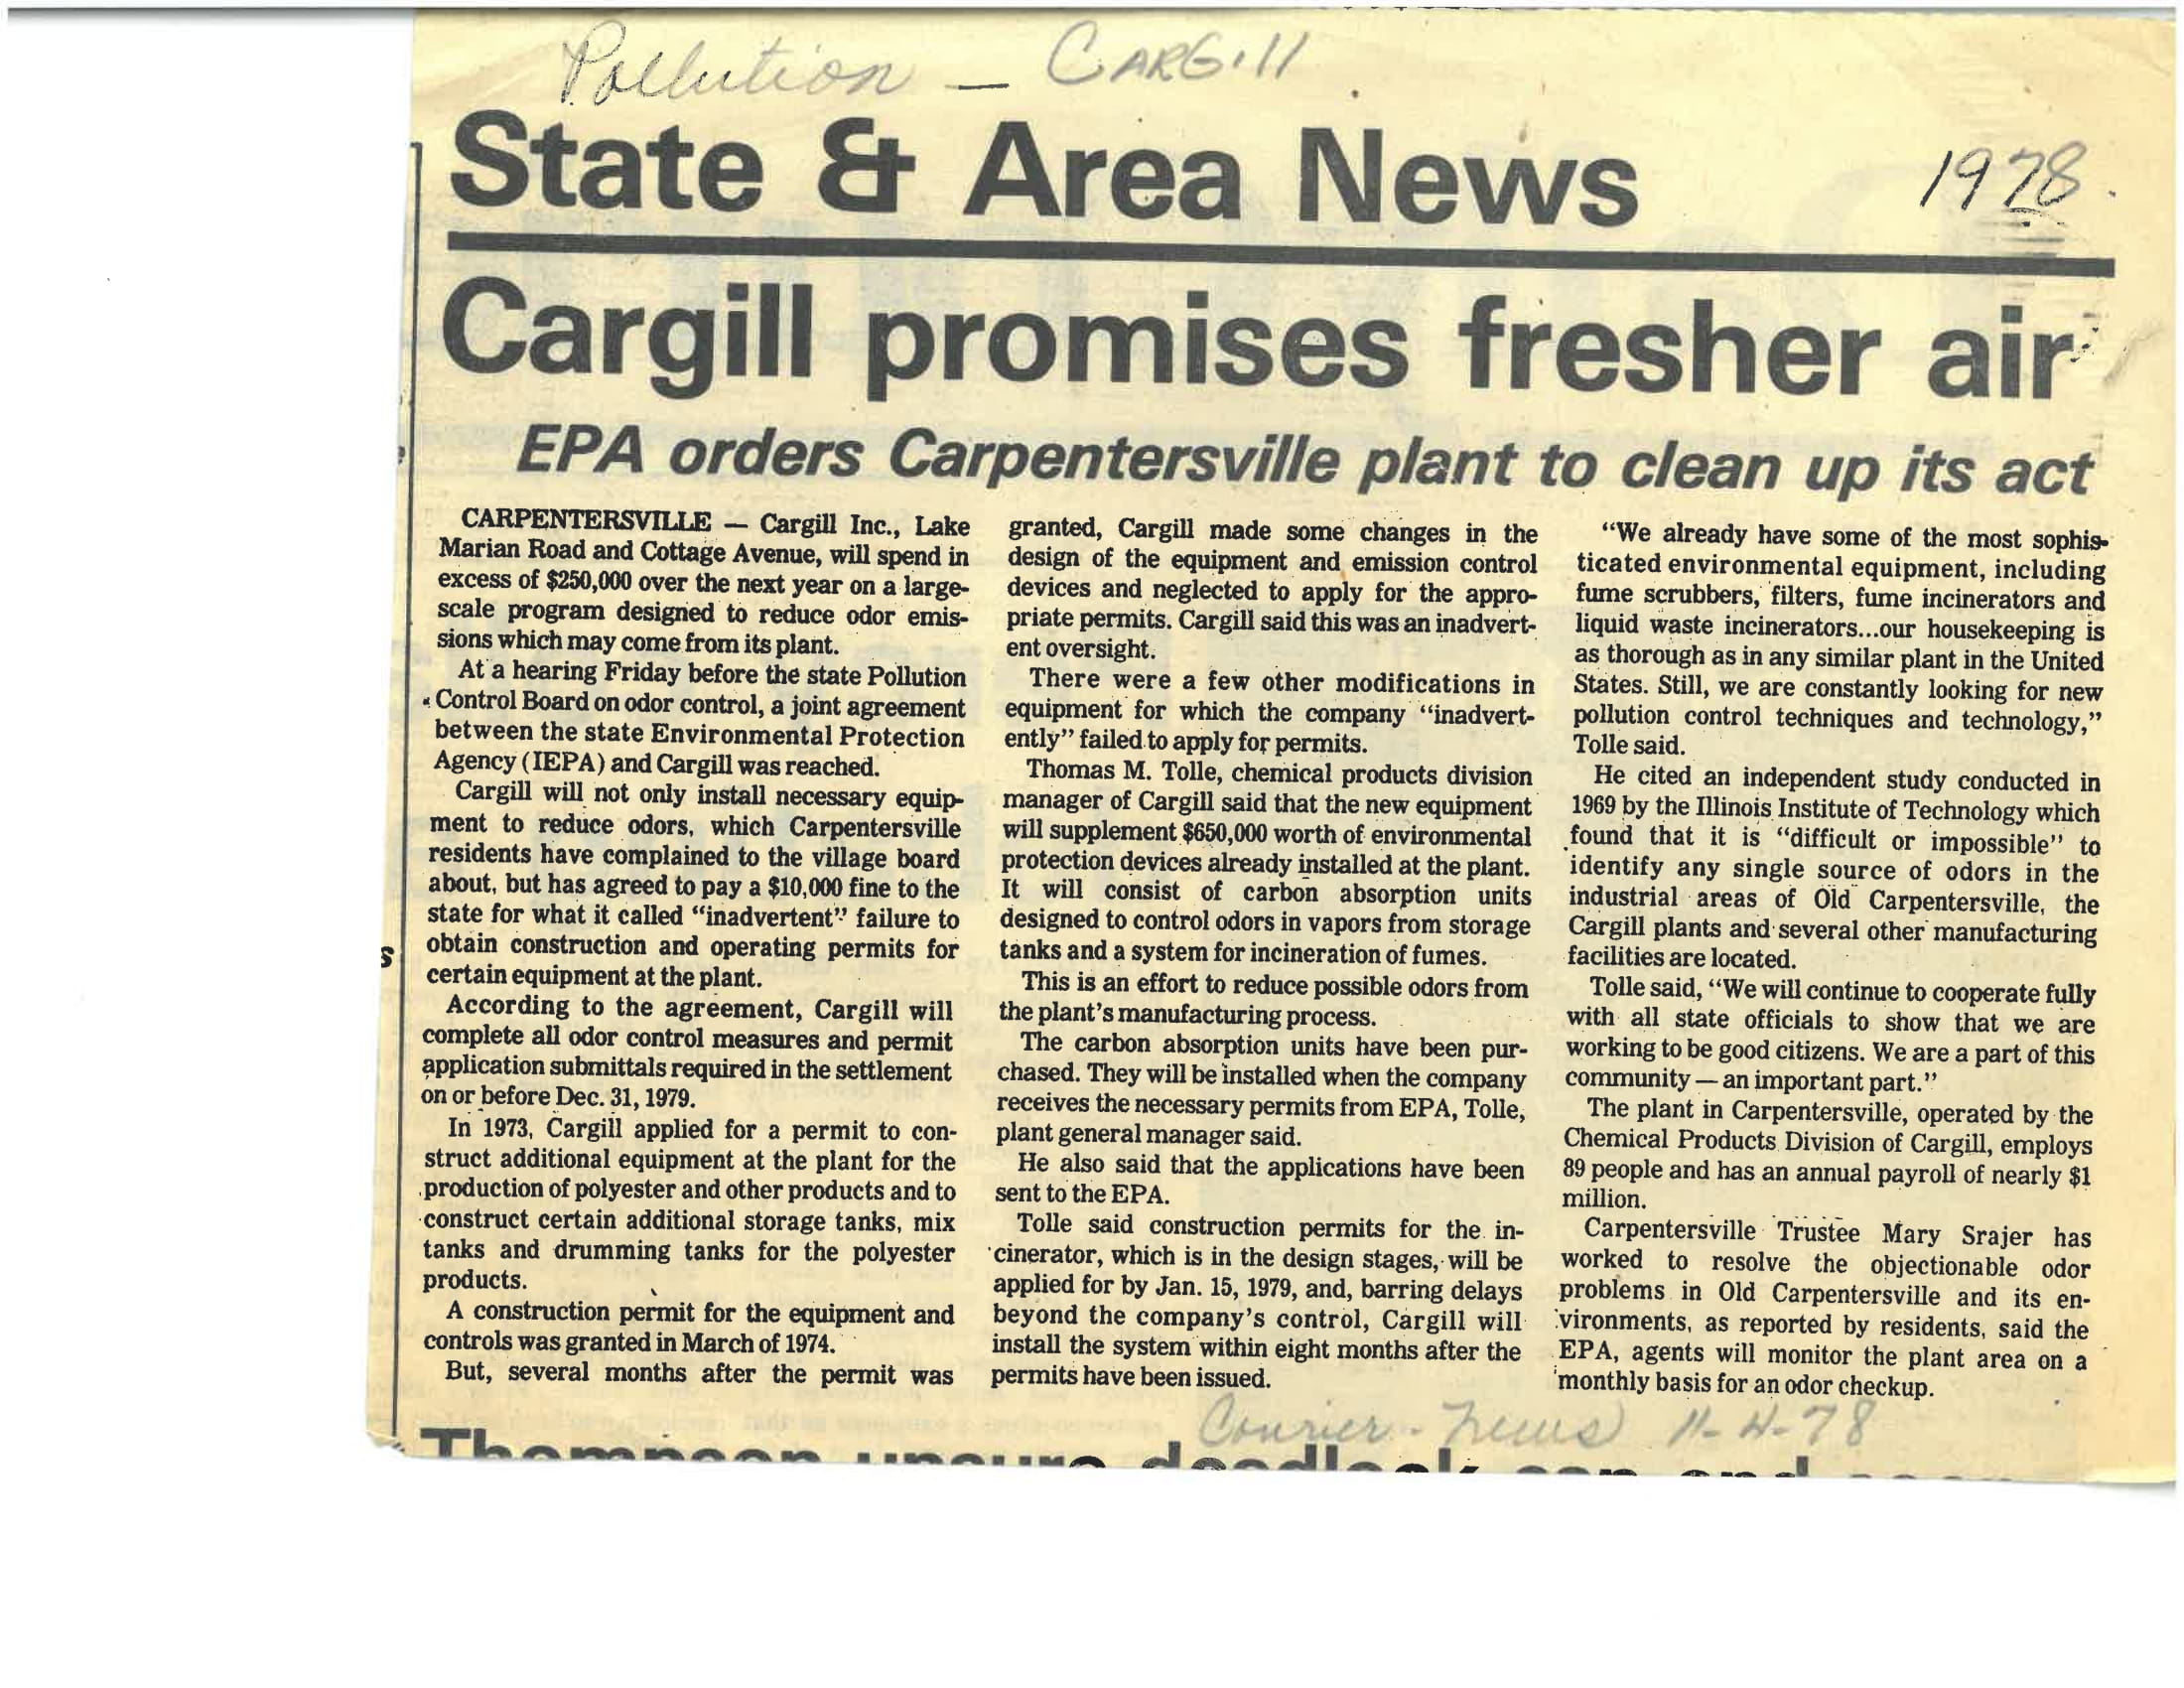 Pollution — CARGill
State & Area News
1978.
Cargill promises fresher air
EPA orders Carpentersville plant to clean up its act
CARPENTERSVILLE — Cargill Inc., Lake
Marian Road and Cottage Avenue, will spend in
excess of $250,000 over the next year on a large-
scale program designed to reduce odor emis-
sions which may come from its plant.
At a hearing Friday before the state Pollution
Control Board on odor control, a joint agreement
between the state Environmental Protection
Agency (IEPA) and Cargill was reached.
Cargill will not only install necessary equip-
ment to reduce odors, which Carpentersville
residents have complained to the village board
about, but has agreed to pay a $10,000 fine to the
state for what it called “inadvertent” failure to
obtain construction and operating permits for
certain equipment at the plant.
According to the agreement, Cargill will
complete all odor control measures and permit
application submittals required in the settlement
on or before Dec. 31, 1979.
In 1973, Cargill applied for a permit to con-
struct additional equipment at the plant for the
production of polyester and other products and to
construct certain additional storage tanks, mix
tanks and drumming tanks for the polyester
products.
A construction permit for the equipment and
controls was granted in March of 1974.
But, several months after the permit was
granted, Cargill made some changes in the
design of the equipment and emission control
devices and neglected to apply for the appro-
priate permits. Cargill said this was an inadvert-
ent oversight.
There were a few other modifications in
equipment for which the company “inadvert-
ently” failed to apply for permits.
Thomas M. Tolle, chemical products division
manager of Cargill said that the new equipment
will supplement $650,000 worth of environmental
protection devices already installed at the plant.
It will consist of carbon absorption units
designed to control odors in vapors from storage
tanks and a system for incineration of fumes.
This is an effort to reduce possible odors from
the plant’s manufacturing process.
The carbon absorption units have been pur-
chased. They will be installed when the company
receives the necessary permits from EPA, Tolle,
plant general manager said.
He also said that the applications have been
sent to the EPA.
Tolle said construction permits for the in-
cinerator, which is in the design stages, will be
applied for by Jan. 15, 1979, and, barring delays
beyond the company’s control, Cargill will
install the system within eight months after the
permits have been issued.
“We already have some of the most sophis-
ticated environmental equipment, including
fume scrubbers, filters, fume incinerators and
liquid waste incinerators...our housekeeping is
as thorough as in any similar plant in the United
States. Still, we are constantly looking for new
pollution control techniques and technology,”
Tolle said.
He cited an independent study conducted in
1969 by the Illinois Institute of Technology which
found that it is “difficult or impossible” to
identify any single source of odors in the
industrial areas of Old Carpentersville, the
Cargill plants and several other manufacturing
facilities are located.
Tolle said, “We will continue to cooperate fully
with all state officials to show that we are
working to be good citizens. We are a part of this
community — an important part.”
The plant in Carpentersville, operated by the
Chemical Products Division of Cargill, employs
89 people and has an annual payroll of nearly $1
million.
Carpentersville Trustee Mary Srajer has
worked to resolve the objectionable odor
problems in Old Carpentersville and its en-
vironments, as reported by residents, said the
EPA, agents will monitor the plant area on a
monthly basis for an odor checkup.
Courier-News 11-4-78
Thompson unsure deadlock can end